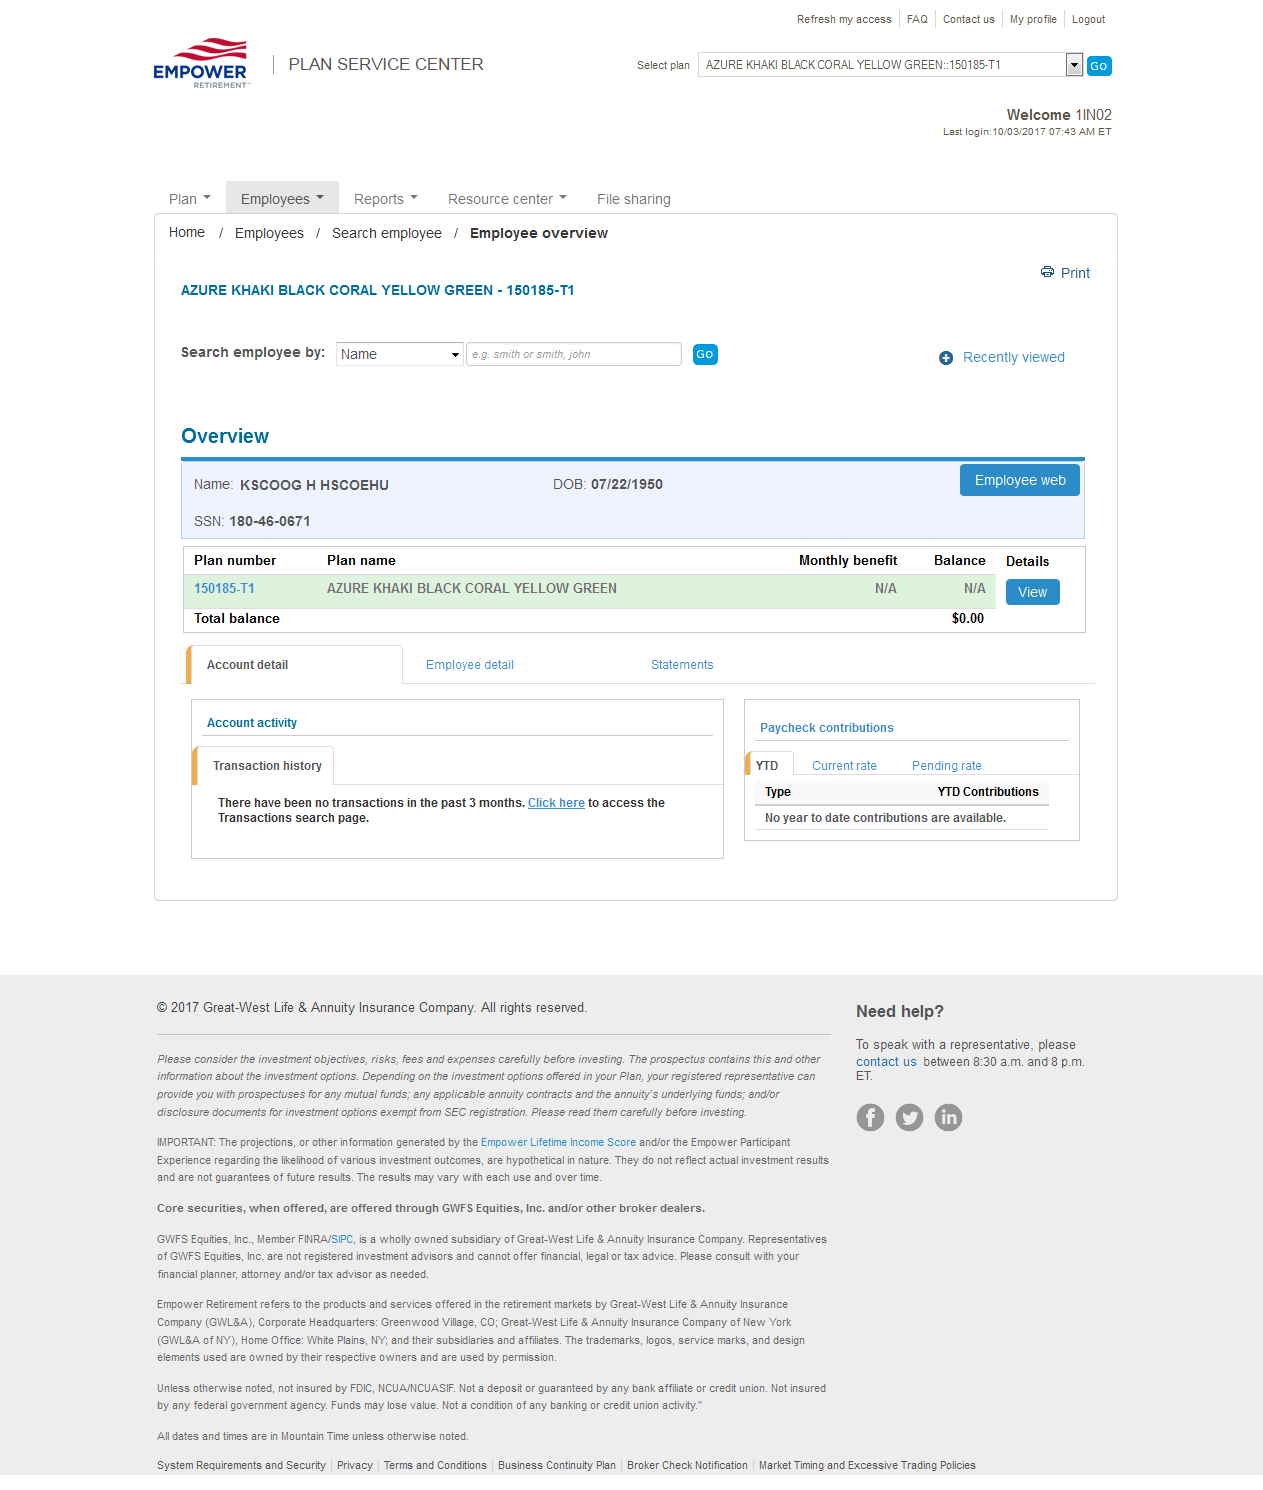 Refresh my access FAQ Contact us My profile Logout
EMPOWER
RETIREMENT™
PLAN SERVICE CENTER
Select plan AZURE KHAKI BLACK CORAL YELLOW GREEN::150185-T1 Go
Welcome 1IN02
Last login:10/03/2017 07:43 AM ET
Plan Employees Reports Resource center File sharing
Home / Employees / Search employee / Employee overview
Print
AZURE KHAKI BLACK CORAL YELLOW GREEN - 150185-T1
Search employee by: Name e.g. smith or smith, john Go
Recently viewed
Overview
Name: KSCOOG H HSCOEHU DOB: 07/22/1950 Employee web
SSN: 180-46-0671
Plan number Plan name Monthly benefit Balance Details
150185-T1 AZURE KHAKI BLACK CORAL YELLOW GREEN N/A N/A View
Total balance $0.00
Account detail Employee detail Statements
Account activity
Transaction history
There have been no transactions in the past 3 months. Click here to access the
Transactions search page.
Paycheck contributions
YTD Current rate Pending rate
Type YTD Contributions
No year to date contributions are available.
© 2017 Great-West Life & Annuity Insurance Company. All rights reserved.
Please consider the investment objectives, risks, fees and expenses carefully before investing. The prospectus contains this and other
information about the investment options. Depending on the investment options offered in your Plan, your registered representative can
provide you with prospectuses for any mutual funds; any applicable annuity contracts and the annuity's underlying funds; and/or
disclosure documents for investment options exempt from SEC registration. Please read them carefully before investing.
IMPORTANT: The projections, or other information generated by the Empower Lifetime Income Score and/or the Empower Participant
Experience regarding the likelihood of various investment outcomes, are hypothetical in nature. They do not reflect actual investment results
and are not guarantees of future results. The results may vary with each use and over time.
Core securities, when offered, are offered through GWFS Equities, Inc. and/or other broker dealers.
GWFS Equities, Inc., Member FINRA/SIPC, is a wholly owned subsidiary of Great-West Life & Annuity Insurance Company. Representatives
of GWFS Equities, Inc. are not registered investment advisors and cannot offer financial, legal or tax advice. Please consult with your
financial planner, attorney and/or tax advisor as needed.
Empower Retirement refers to the products and services offered in the retirement markets by Great-West Life & Annuity Insurance
Company (GWL&A), Corporate Headquarters: Greenwood Village, CO; Great-West Life & Annuity Insurance Company of New York
(GWL&A of NY), Home Office: White Plains, NY; and their subsidiaries and affiliates. The trademarks, logos, service marks, and design
elements used are owned by their respective owners and are used by permission.
Unless otherwise noted, not insured by FDIC, NCUA/NCUASIF. Not a deposit or guaranteed by any bank affiliate or credit union. Not insured
by any federal government agency. Funds may lose value. Not a condition of any banking or credit union activity."
All dates and times are in Mountain Time unless otherwise noted.
System Requirements and Security Privacy Terms and Conditions Business Continuity Plan Broker Check Notification Market Timing and Excessive Trading Policies
Need help?
To speak with a representative, please
contact us between 8:30 a.m. and 8 p.m.
ET.